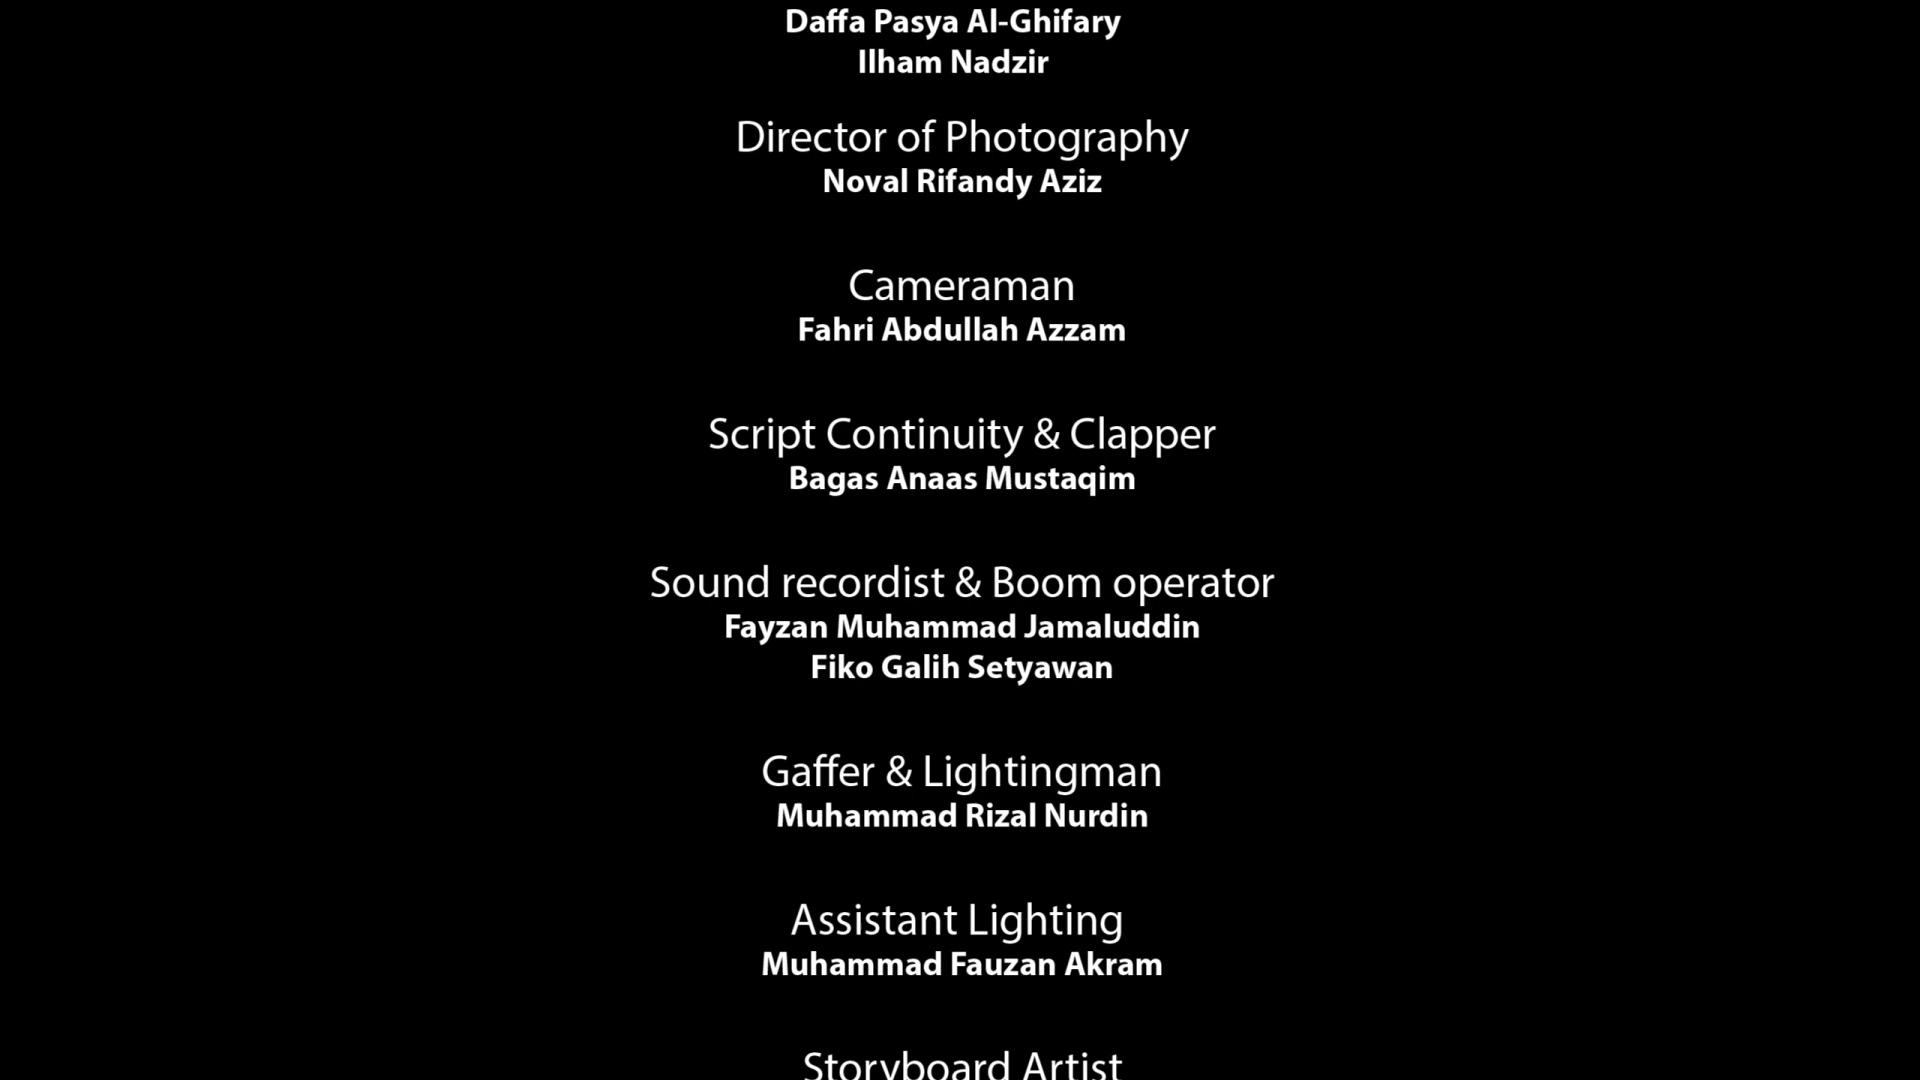 Daffa Pasya Al-Ghifary
Ilham Nadzir
Director of Photography
Noval Rifandy Aziz
Cameraman
Fahri Abdullah Azzam
Script Continuity & Clapper
Bagas Anaas Mustaqim
Sound recordist & Boom operator
Fayzan Muhammad Jamaluddin
Fiko Galih Setyawan
Gaffer & Lightingman
Muhammad Rizal Nurdin
Assistant Lighting
Muhammad Fauzan Akram
Storyboard Artist